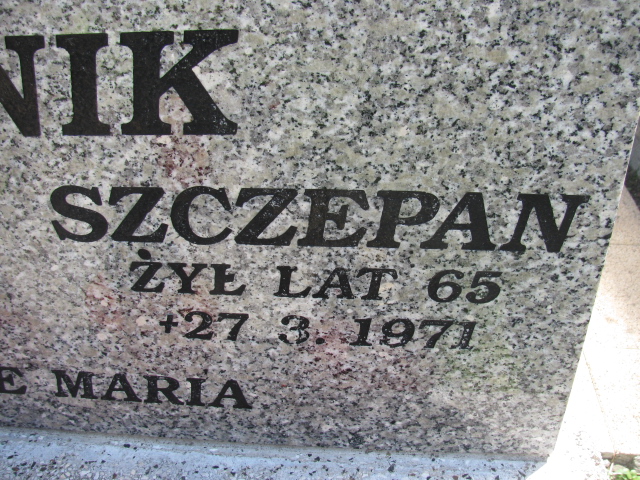 NIK
SZCZEPAN
ŻYŁ LAT 65
+27 3. 1971
E MARIA